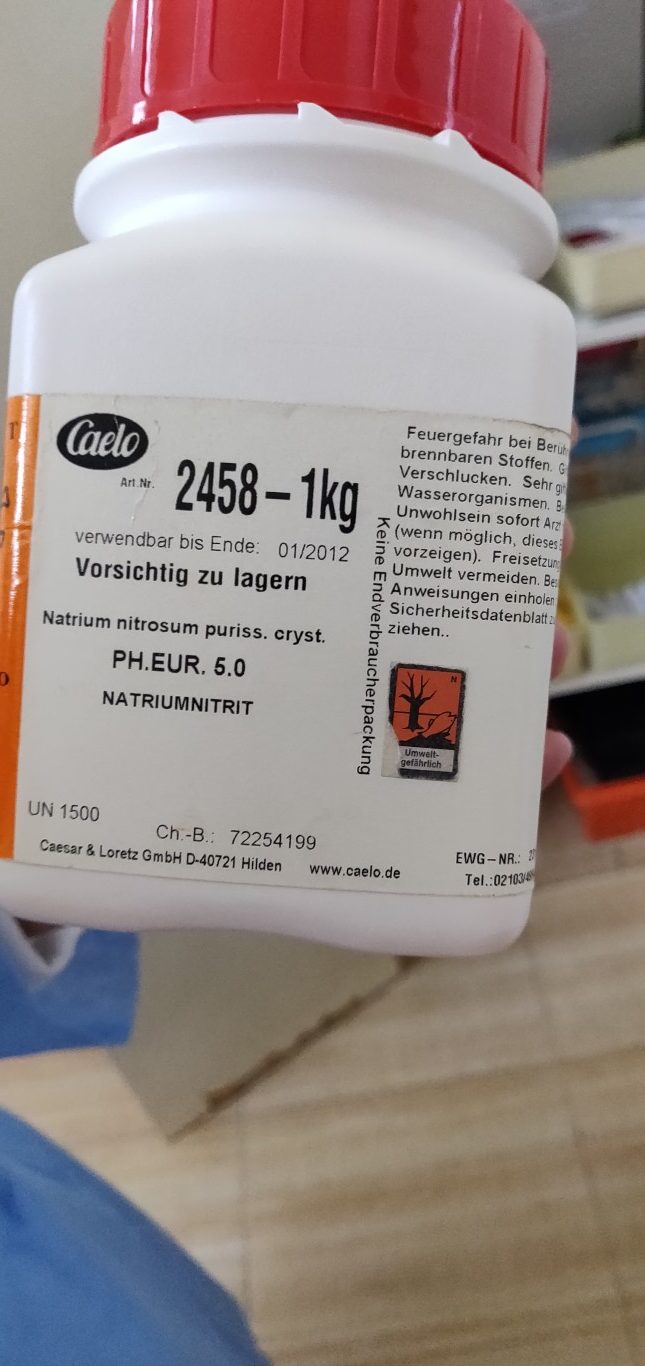 Caelo
Art.Nr.
2458 – 1kg
verwendbar bis Ende: 01/2012
Vorsichtig zu lagern
Natrium nitrosum puriss. cryst.
PH.EUR. 5.0
NATRIUMNITRIT
UN 1500
Ch.-B.: 72254199
Caesar & Loretz GmbH D-40721 Hilden
www.caelo.de
Keine Endverbraucherpackung
Feuergefahr bei
brennbaren Stoffen.
Verschlucken. Sehr
Wasserorganismen.
Unwohlsein sofort Arzt
(wenn möglich, dieses
vorzeigen). Freisetzung
Umwelt vermeiden.
Anweisungen einholen
Sicherheitsdatenblatt
ziehen..
N
Umwelt-
gefährlich
EWG–NR.:
Tel.:02103/